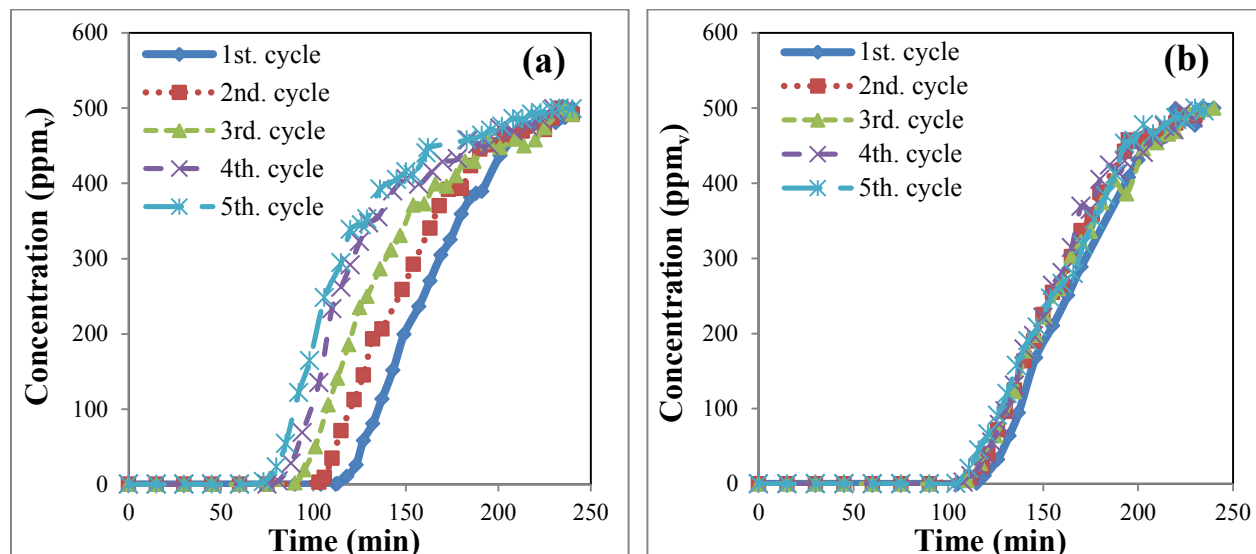 (a)
Concentration (ppmv)
600
500
400
300
200
100
0
1st. cycle
2nd. cycle
3rd. cycle
4th. cycle
5th. cycle
0 50 100 150 200 250
Time (min)
(b)
Concentration (ppmv)
600
500
400
300
200
100
0
1st. cycle
2nd. cycle
3rd. cycle
4th. cycle
5th. cycle
0 50 100 150 200 250
Time (min)